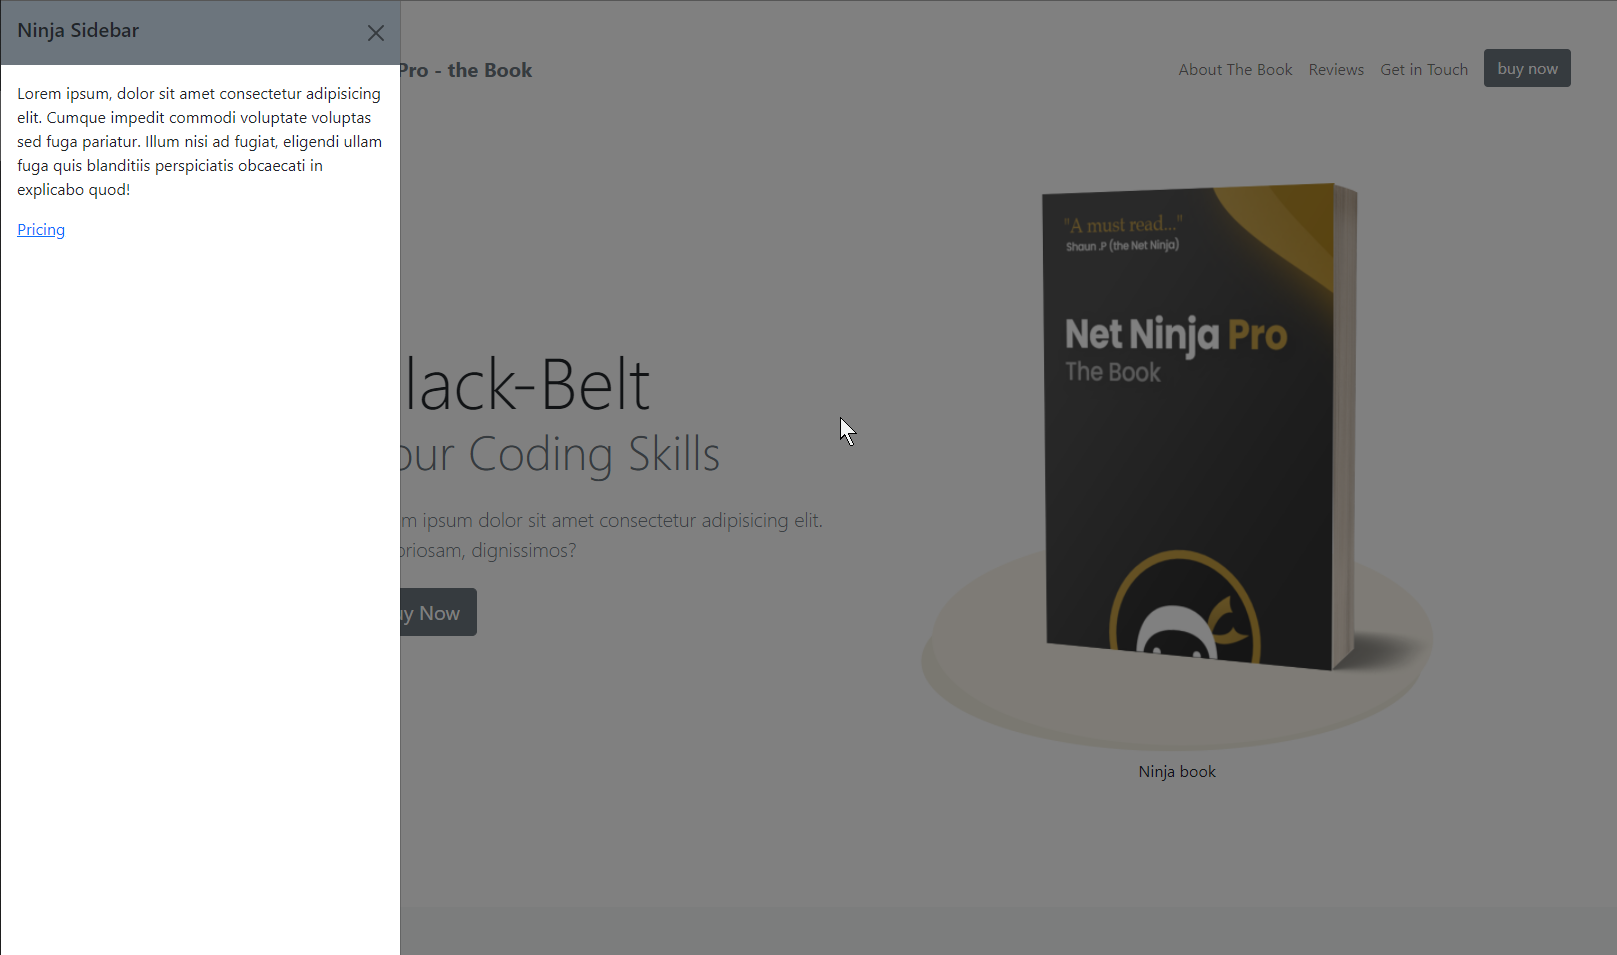 Ninja Sidebar
Lorem ipsum, dolor sit amet consectetur adipisicing
elit. Cumque impedit commodi voluptate voluptas
sed fuga pariatur. Illum nisi ad fugiat, eligendi ullam
fuga quis blanditiis perspiciatis obcaecati in
explicabo quod!
Pricing
Pro - the Book
About The Book Reviews Get in Touch buy now
lack-Belt
our Coding Skills
m ipsum dolor sit amet consectetur adipisicing elit.
oriosam, dignissimos?
uy Now
"A must read..."
Shaun .P (the Net Ninja)
Net Ninja Pro
The Book
Ninja book